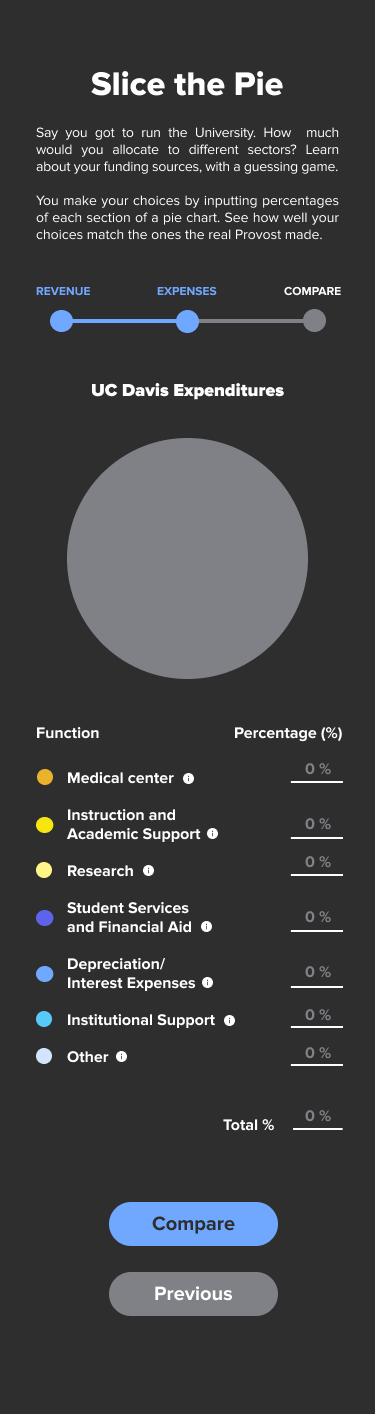 Slice the Pie
Say you got to run the University. How much
would you allocate to different sectors? Learn
about your funding sources, with a guessing game.
You make your choices by inputting percentages
of each section of a pie chart. See how well your
choices match the ones the real Provost made.
REVENUE EXPENSES COMPARE
UC Davis Expenditures
Function Percentage (%)
Medical center i 0 %
Instruction and
Academic Support i 0 %
Research i 0 %
Student Services
and Financial Aid i 0 %
Depreciation/
Interest Expenses i 0 %
Institutional Support i 0 %
Other i 0 %
Total % 0 %
Compare
Previous